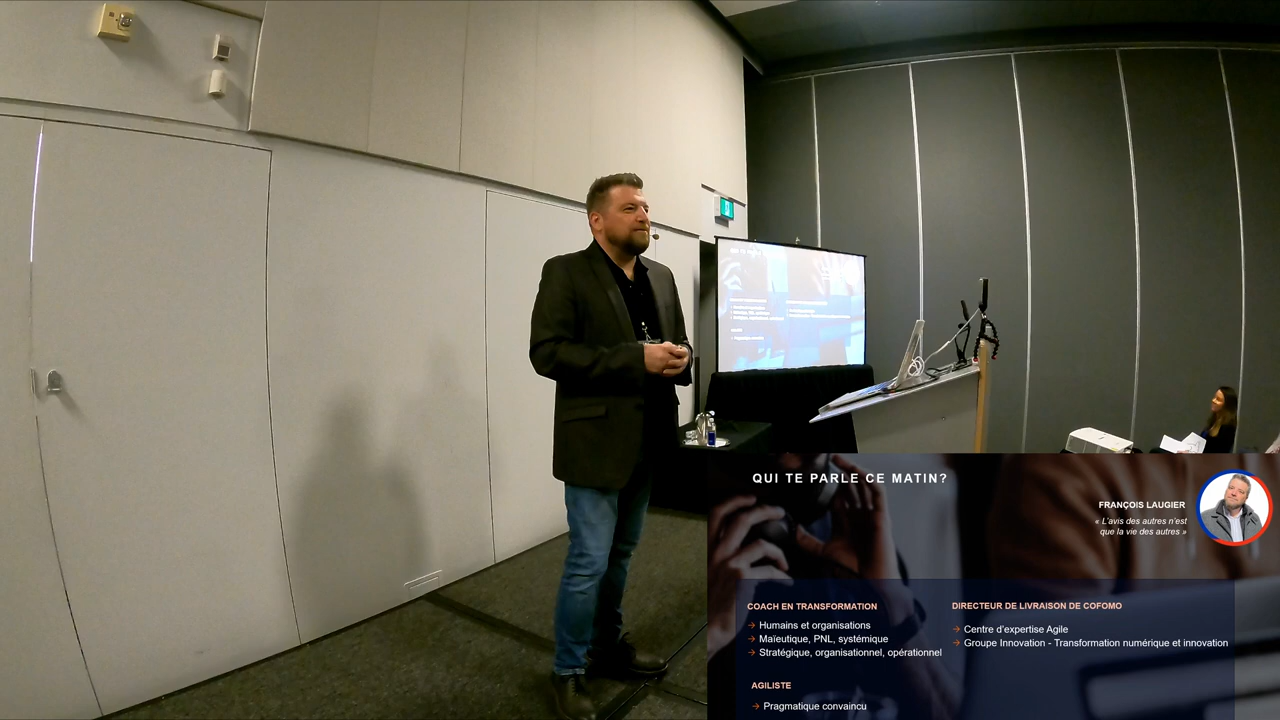 QUI TE PARLE CE MATIN?
FRANÇOIS LAUGIER
« L'avis des autres n'est
que la vie des autres »
COACH EN TRANSFORMATION
→ Humains et organisations
→ Maïeutique, PNL, systémique
→ Stratégique, organisationnel, opérationnel
AGILISTE
→ Pragmatique convaincu
DIRECTEUR DE LIVRAISON DE COFOMO
→ Centre d'expertise Agile
→ Groupe Innovation - Transformation numérique et innovation